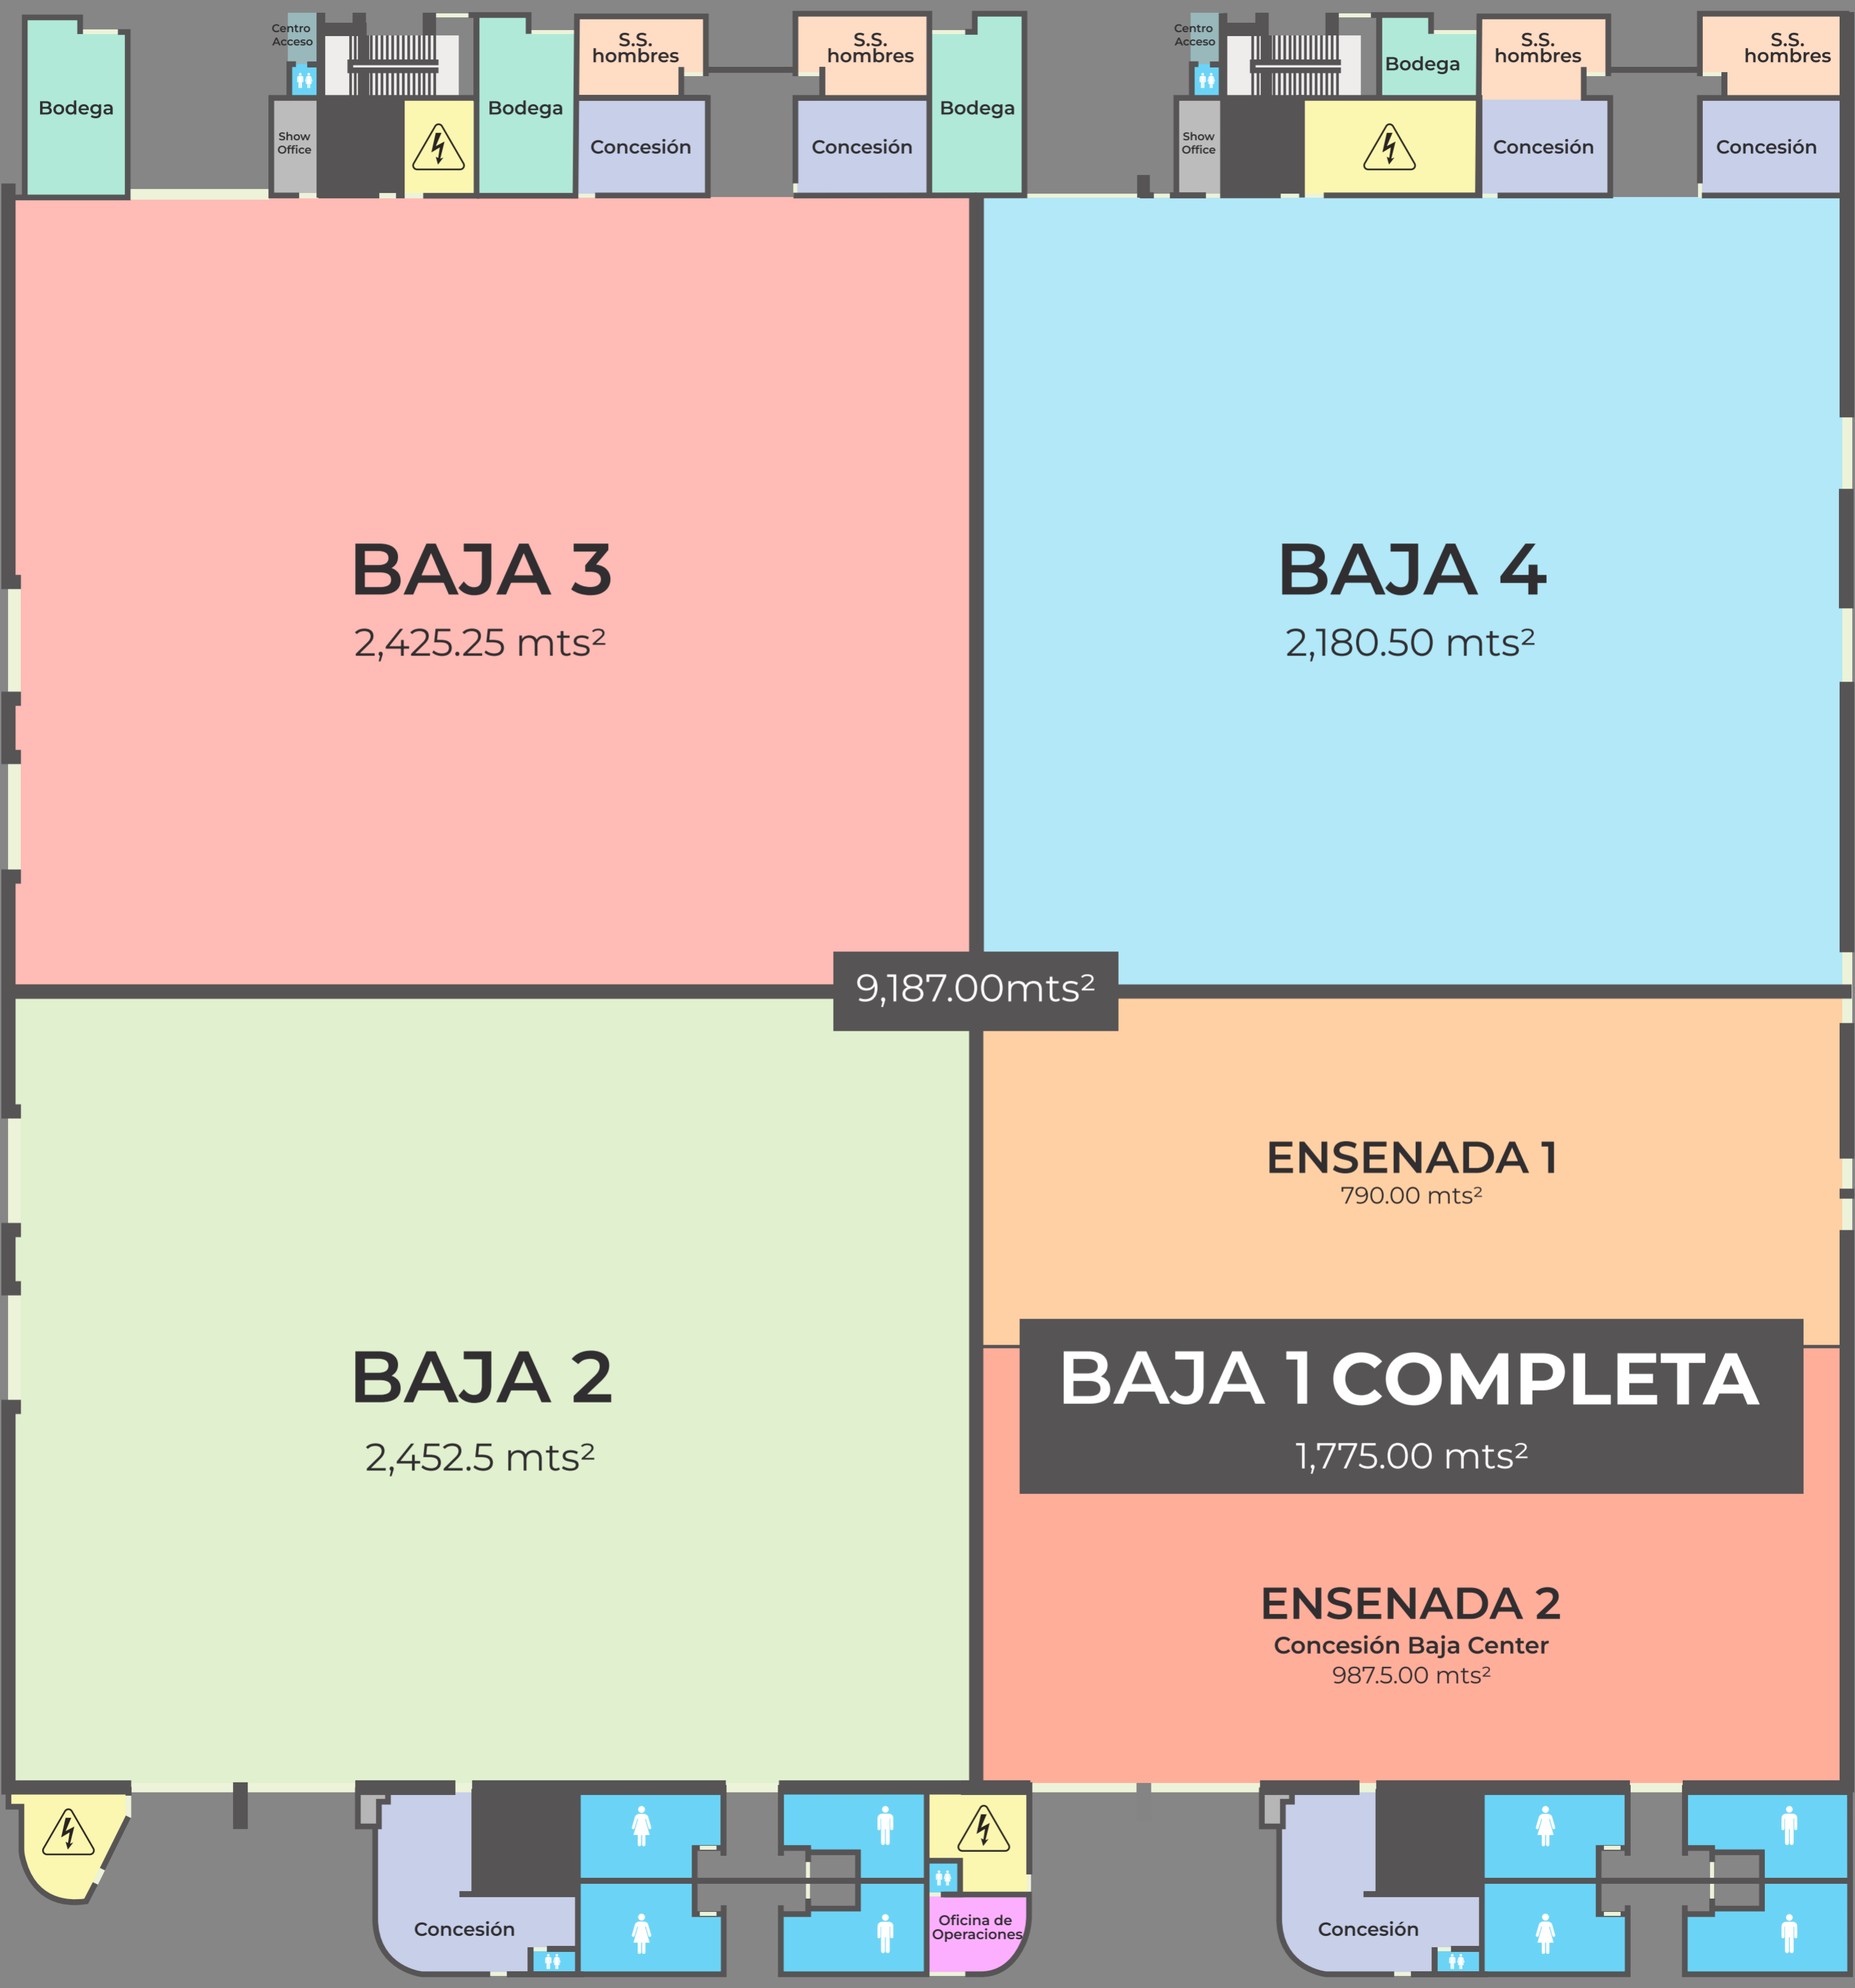 Centro
Acceso
Bodega
Show
Office
Bodega
S.S.
hombres
Concesión
S.S.
hombres
Concesión
Bodega
Centro
Acceso
Show
Office
Bodega
S.S.
hombres
Concesión
S.S.
hombres
Concesión
BAJA 3
2,425.25 mts²
BAJA 4
2,180.50 mts²
9,187.00mts²
BAJA 2
2,452.5 mts²
ENSENADA 1
790.00 mts²
BAJA 1 COMPLETA
1,775.00 mts²
ENSENADA 2
Concesión Baja Center
987.5.00 mts²
Concesión
Oficina de
Operaciones
Concesión